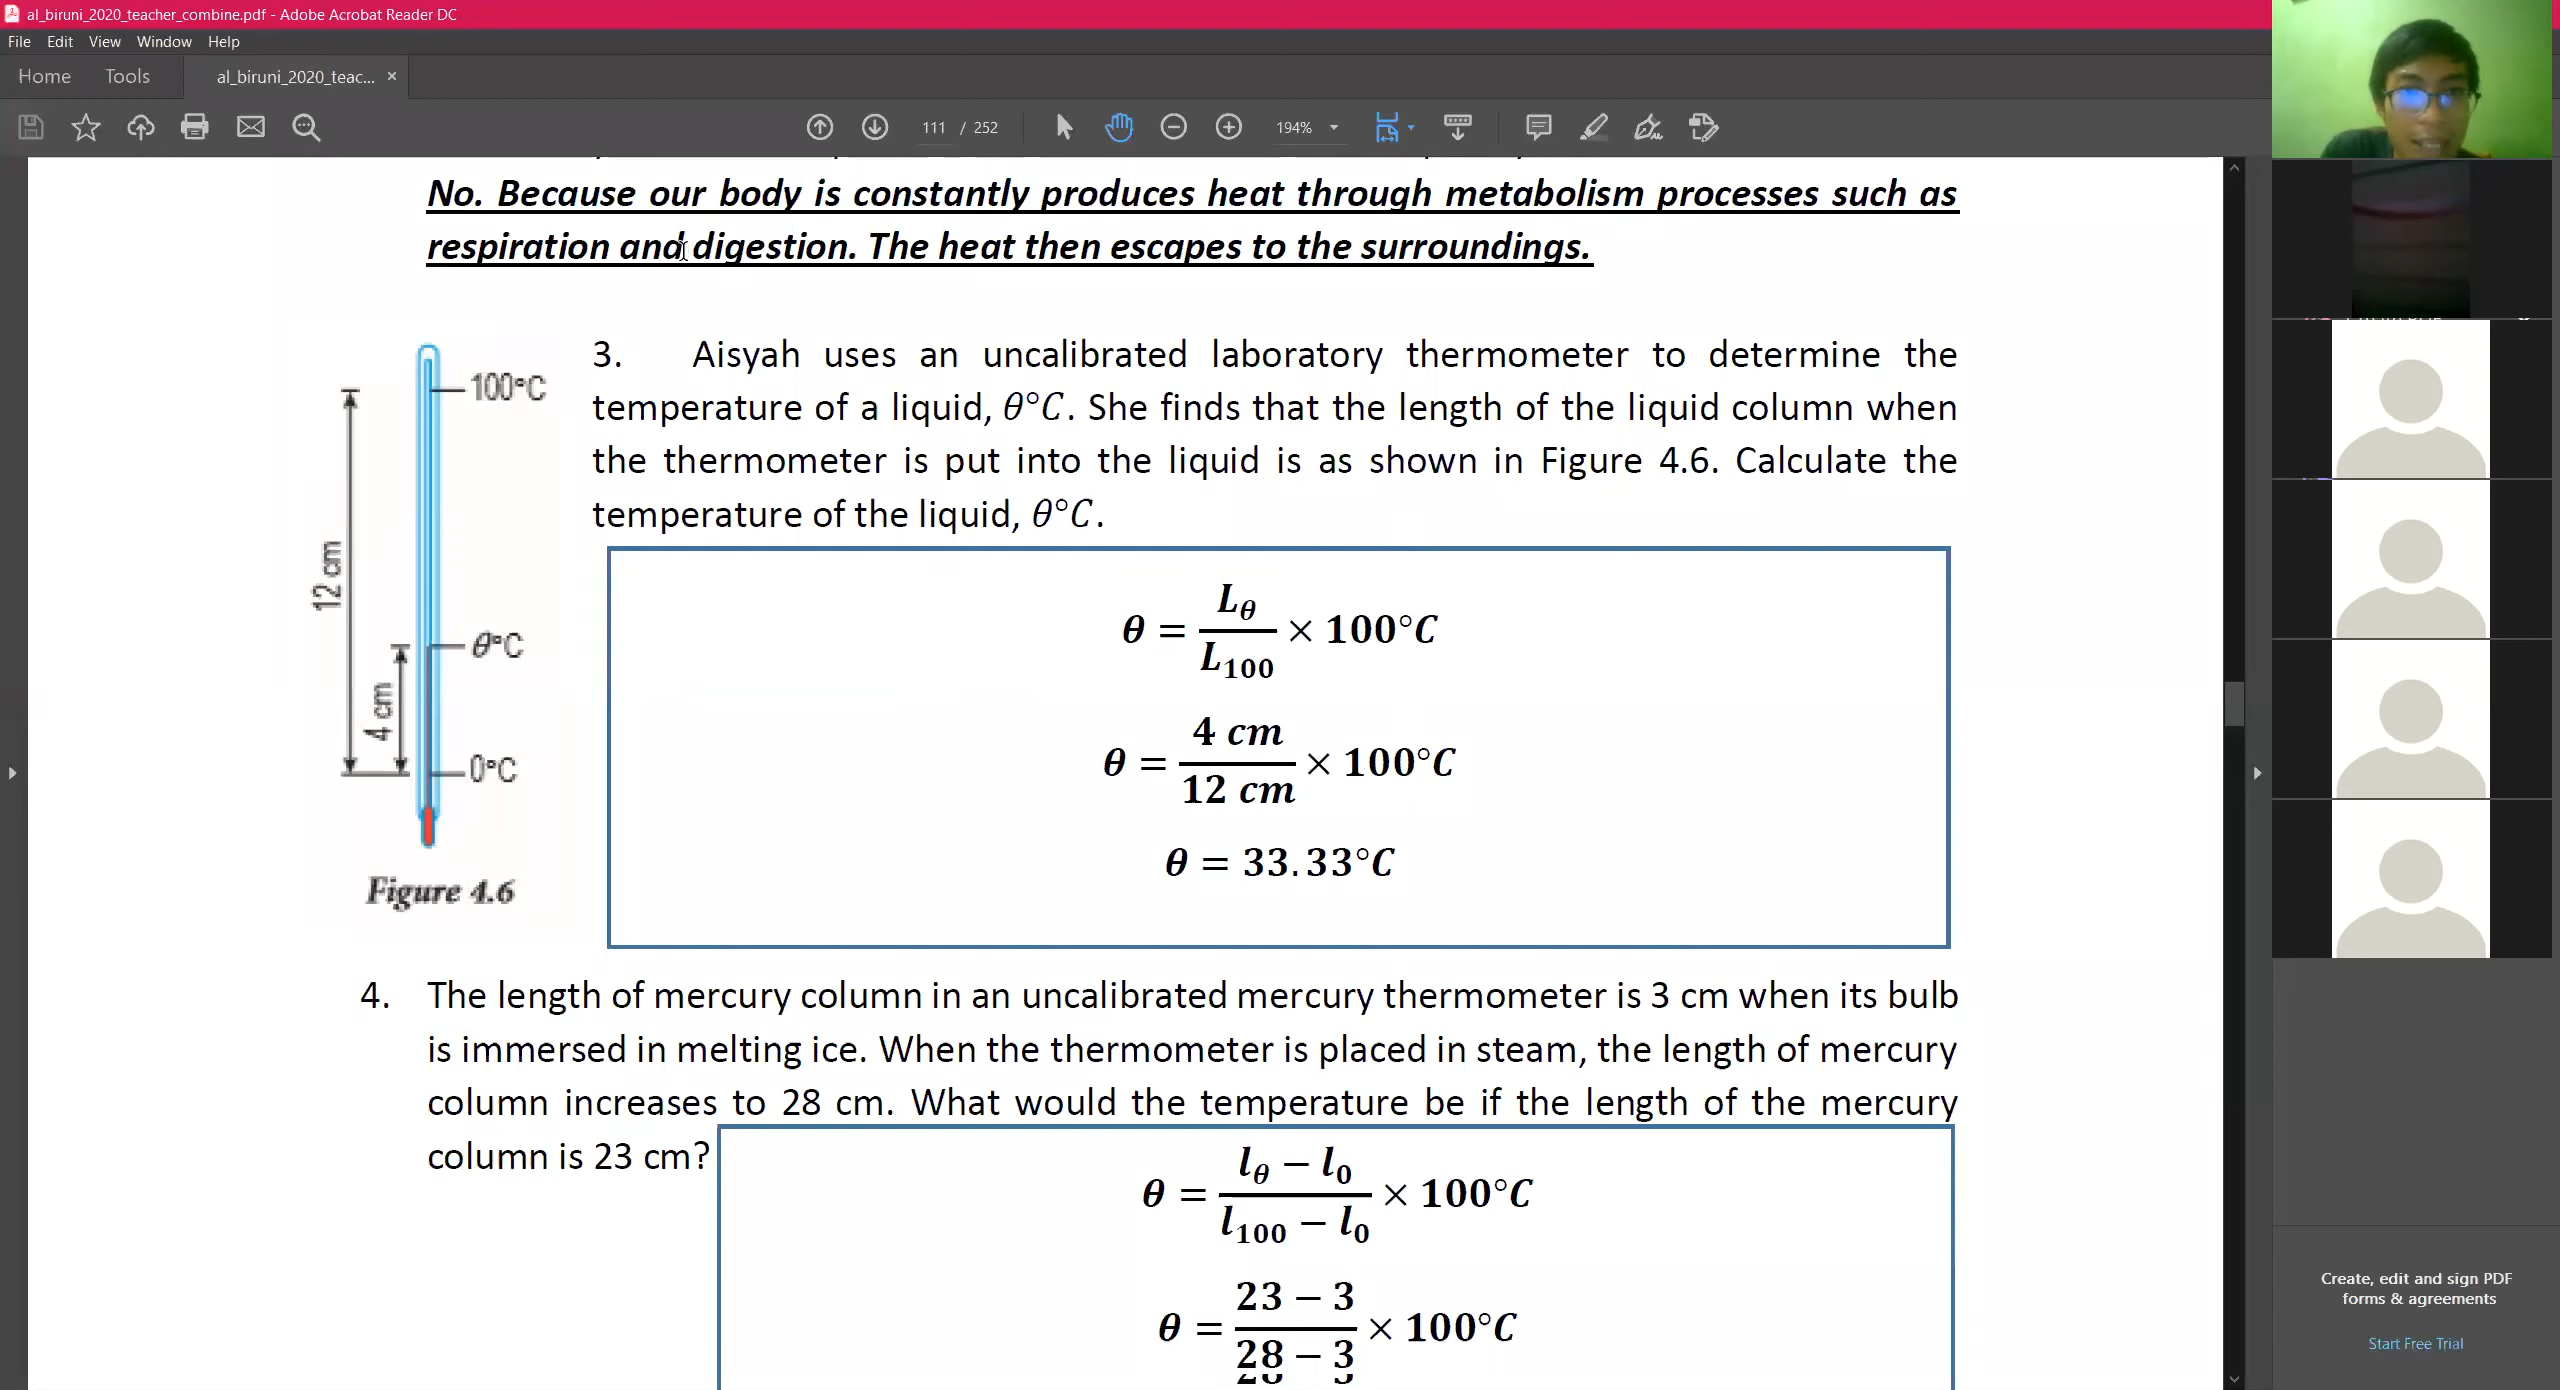 al_biruni_2020_teacher_combine.pdf - Adobe Acrobat Reader DC
File Edit View Window Help
Home Tools al_biruni_2020_teac... ×
111 / 252 194%
No. Because our body is constantly produces heat through metabolism processes such as
respiration and digestion. The heat then escapes to the surroundings.
100°C
12 cm
θ°C
4 cm
0°C
Figure 4.6
3. Aisyah uses an uncalibrated laboratory thermometer to determine the
temperature of a liquid, θ°C. She finds that the length of the liquid column when
the thermometer is put into the liquid is as shown in Figure 4.6. Calculate the
temperature of the liquid, θ°C.
θ = L_θ / L_100 × 100°C
θ = 4 cm / 12 cm × 100°C
θ = 33.33°C
4. The length of mercury column in an uncalibrated mercury thermometer is 3 cm when its bulb
is immersed in melting ice. When the thermometer is placed in steam, the length of mercury
column increases to 28 cm. What would the temperature be if the length of the mercury
column is 23 cm?
θ = l_θ − l_0 / l_100 − l_0 × 100°C
θ = 23 − 3 / 28 − 3 × 100°C
Create, edit and sign PDF
forms & agreements
Start Free Trial